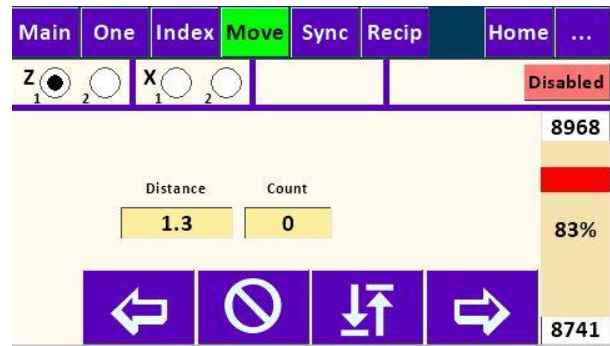 Main One Index Move Sync Recip Home ...
Z 1 2 X 1 2 Disabled
8968
Distance Count
1.3 0
83%
8741